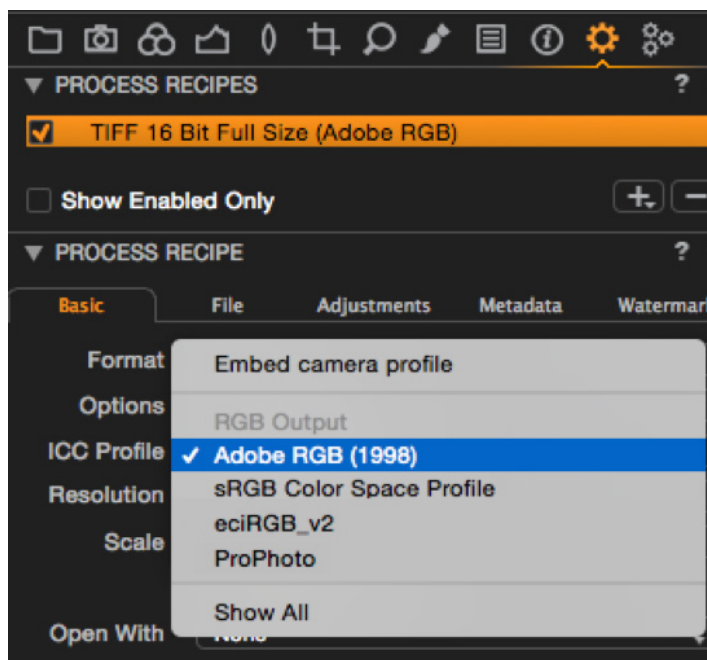 PROCESS RECIPES ?
TIFF 16 Bit Full Size (Adobe RGB)
Show Enabled Only
PROCESS RECIPE ?
Basic File Adjustments Metadata Watermar
Format
Embed camera profile
Options
RGB Output
ICC Profile ✓ Adobe RGB (1998)
Resolution
sRGB Color Space Profile
eciRGB_v2
Scale
ProPhoto
Show All
Open With None